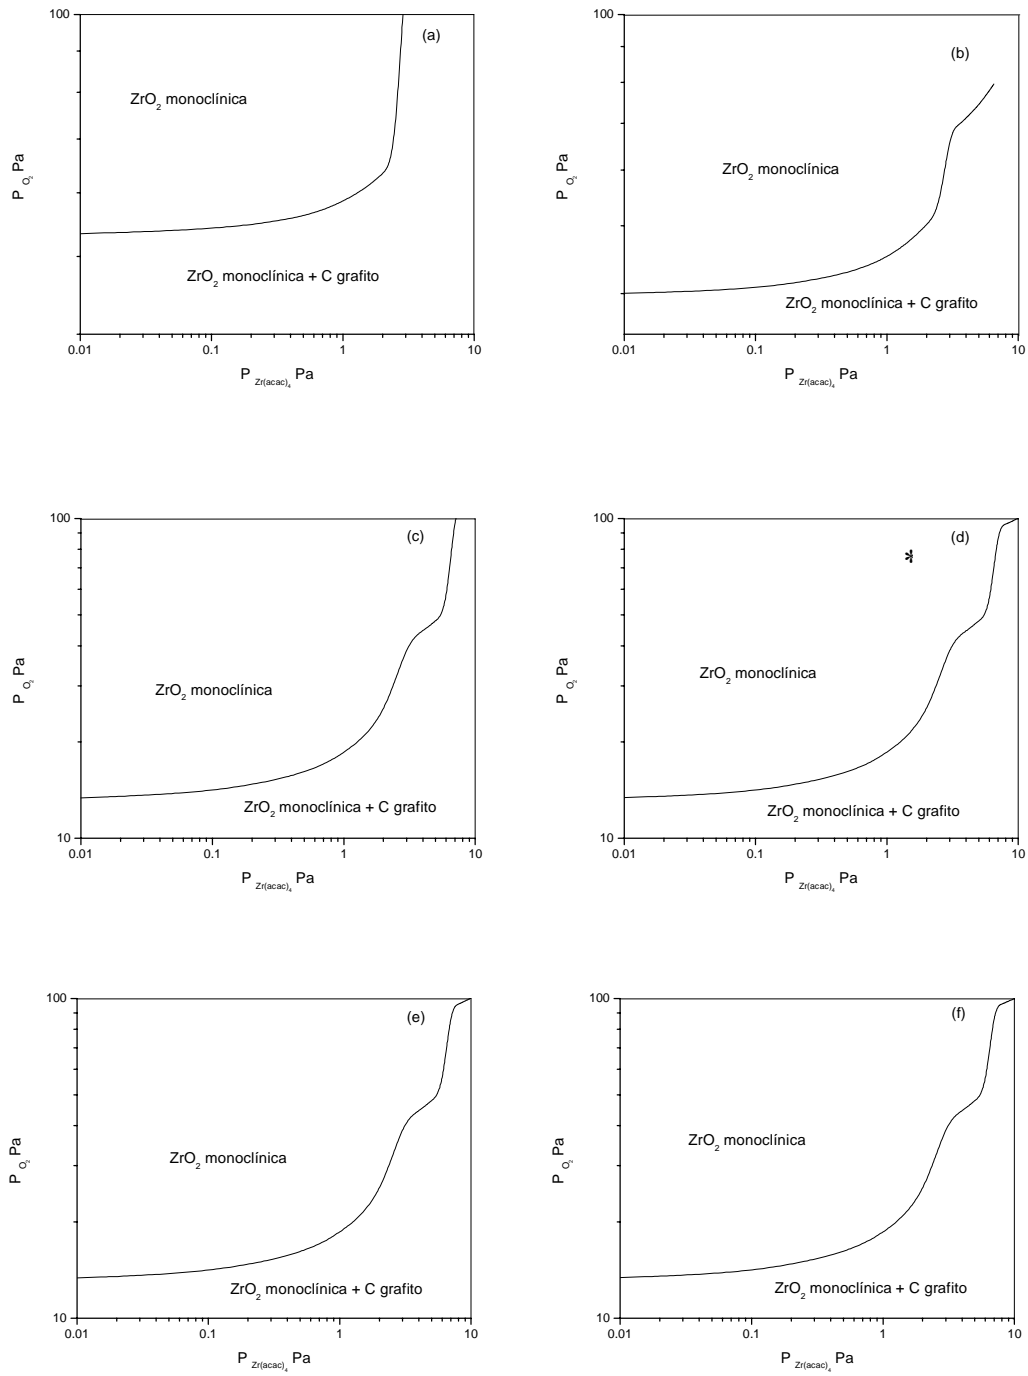 100
(a)
ZrO2 monoclínica
P O2 Pa
ZrO2 monoclínica + C grafito
0.01 0.1 1 10
P Zr(acac)4 Pa
100
(b)
ZrO2 monoclínica
P O2 Pa
ZrO2 monoclínica + C grafito
0.01 0.1 1 10
P Zr(acac)4 Pa
100
(c)
ZrO2 monoclínica
P O2 Pa
ZrO2 monoclínica + C grafito
10
0.01 0.1 1 10
P Zr(acac)4 Pa
100
(d)
*
ZrO2 monoclínica
P O2 Pa
ZrO2 monoclínica + C grafito
10
0.01 0.1 1 10
P Zr(acac)4 Pa
100
(e)
ZrO2 monoclínica
P O2 Pa
ZrO2 monoclínica + C grafito
10
0.01 0.1 1 10
P Zr(acac)4 Pa
100
(f)
ZrO2 monoclínica
P O2 Pa
ZrO2 monoclínica + C grafito
10
0.01 0.1 1 10
P Zr(acac)4 Pa